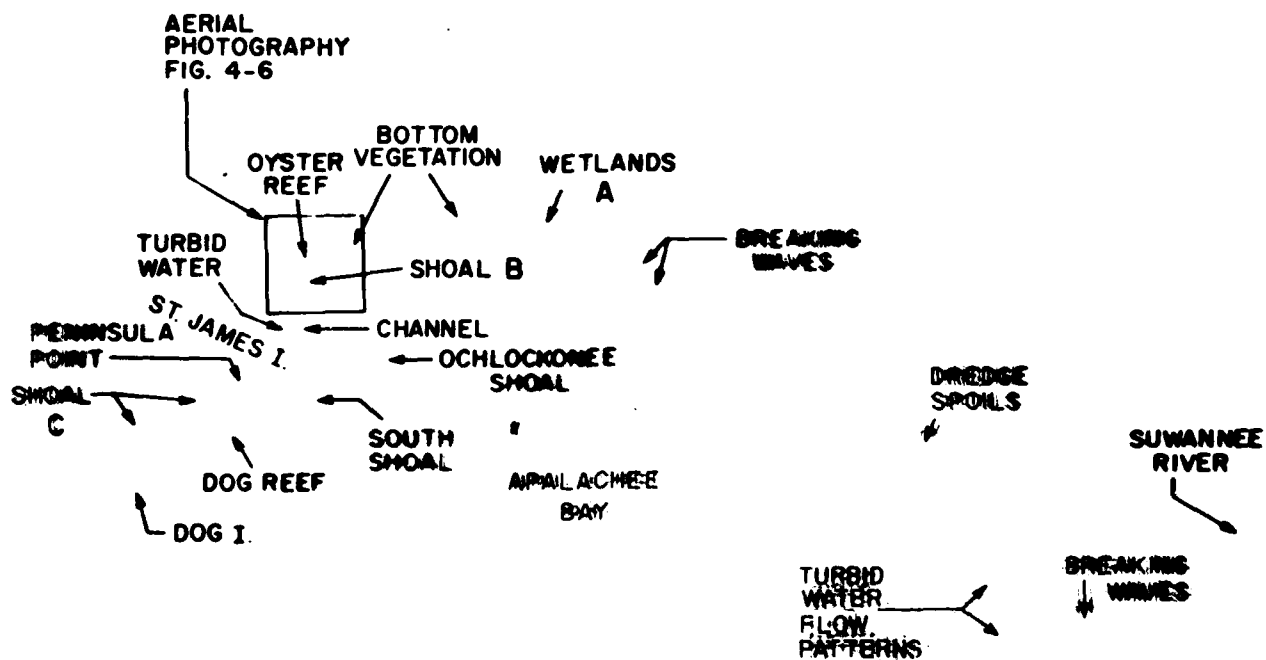 AERIAL
PHOTOGRAPHY
FIG. 4-6
BOTTOM
VEGETATION
OYSTER
REEF
WETLANDS
A
TURBID
WATER
BREAKING
WAVES
SHOAL B
ST. JAMES I.
PENINSULA
POINT
CHANNEL
OCHLOCKONEE
SHOAL
SHOAL
C
DREDGE
SPOILS
SOUTH
SHOAL
SUWANNEE
RIVER
DOG REEF
APALACHEE
BAY
DOG I.
BREAKING
WAVES
TURBID
WATER
FLOW
PATTERNS